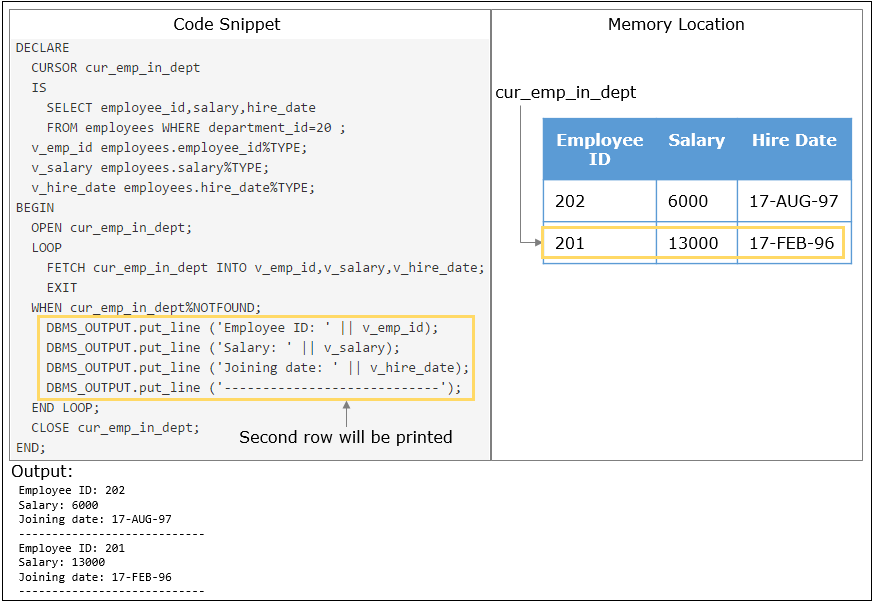 Code Snippet
DECLARE
CURSOR cur_emp_in_dept
IS
SELECT employee_id,salary,hire_date
FROM employees WHERE department_id=20 ;
v_emp_id employees.employee_id%TYPE;
v_salary employees.salary%TYPE;
v_hire_date employees.hire_date%TYPE;
BEGIN
OPEN cur_emp_in_dept;
LOOP
FETCH cur_emp_in_dept INTO v_emp_id,v_salary,v_hire_date;
EXIT
WHEN cur_emp_in_dept%NOTFOUND;
DBMS_OUTPUT.put_line ('Employee ID: ' || v_emp_id);
DBMS_OUTPUT.put_line ('Salary: ' || v_salary);
DBMS_OUTPUT.put_line ('Joining date: ' || v_hire_date);
DBMS_OUTPUT.put_line ('----------------------------');
END LOOP;
CLOSE cur_emp_in_dept;
END;
Second row will be printed
Memory Location
cur_emp_in_dept
Employee ID Salary Hire Date
202 6000 17-AUG-97
201 13000 17-FEB-96
Output:
Employee ID: 202
Salary: 6000
Joining date: 17-AUG-97
----------------------------
Employee ID: 201
Salary: 13000
Joining date: 17-FEB-96
----------------------------